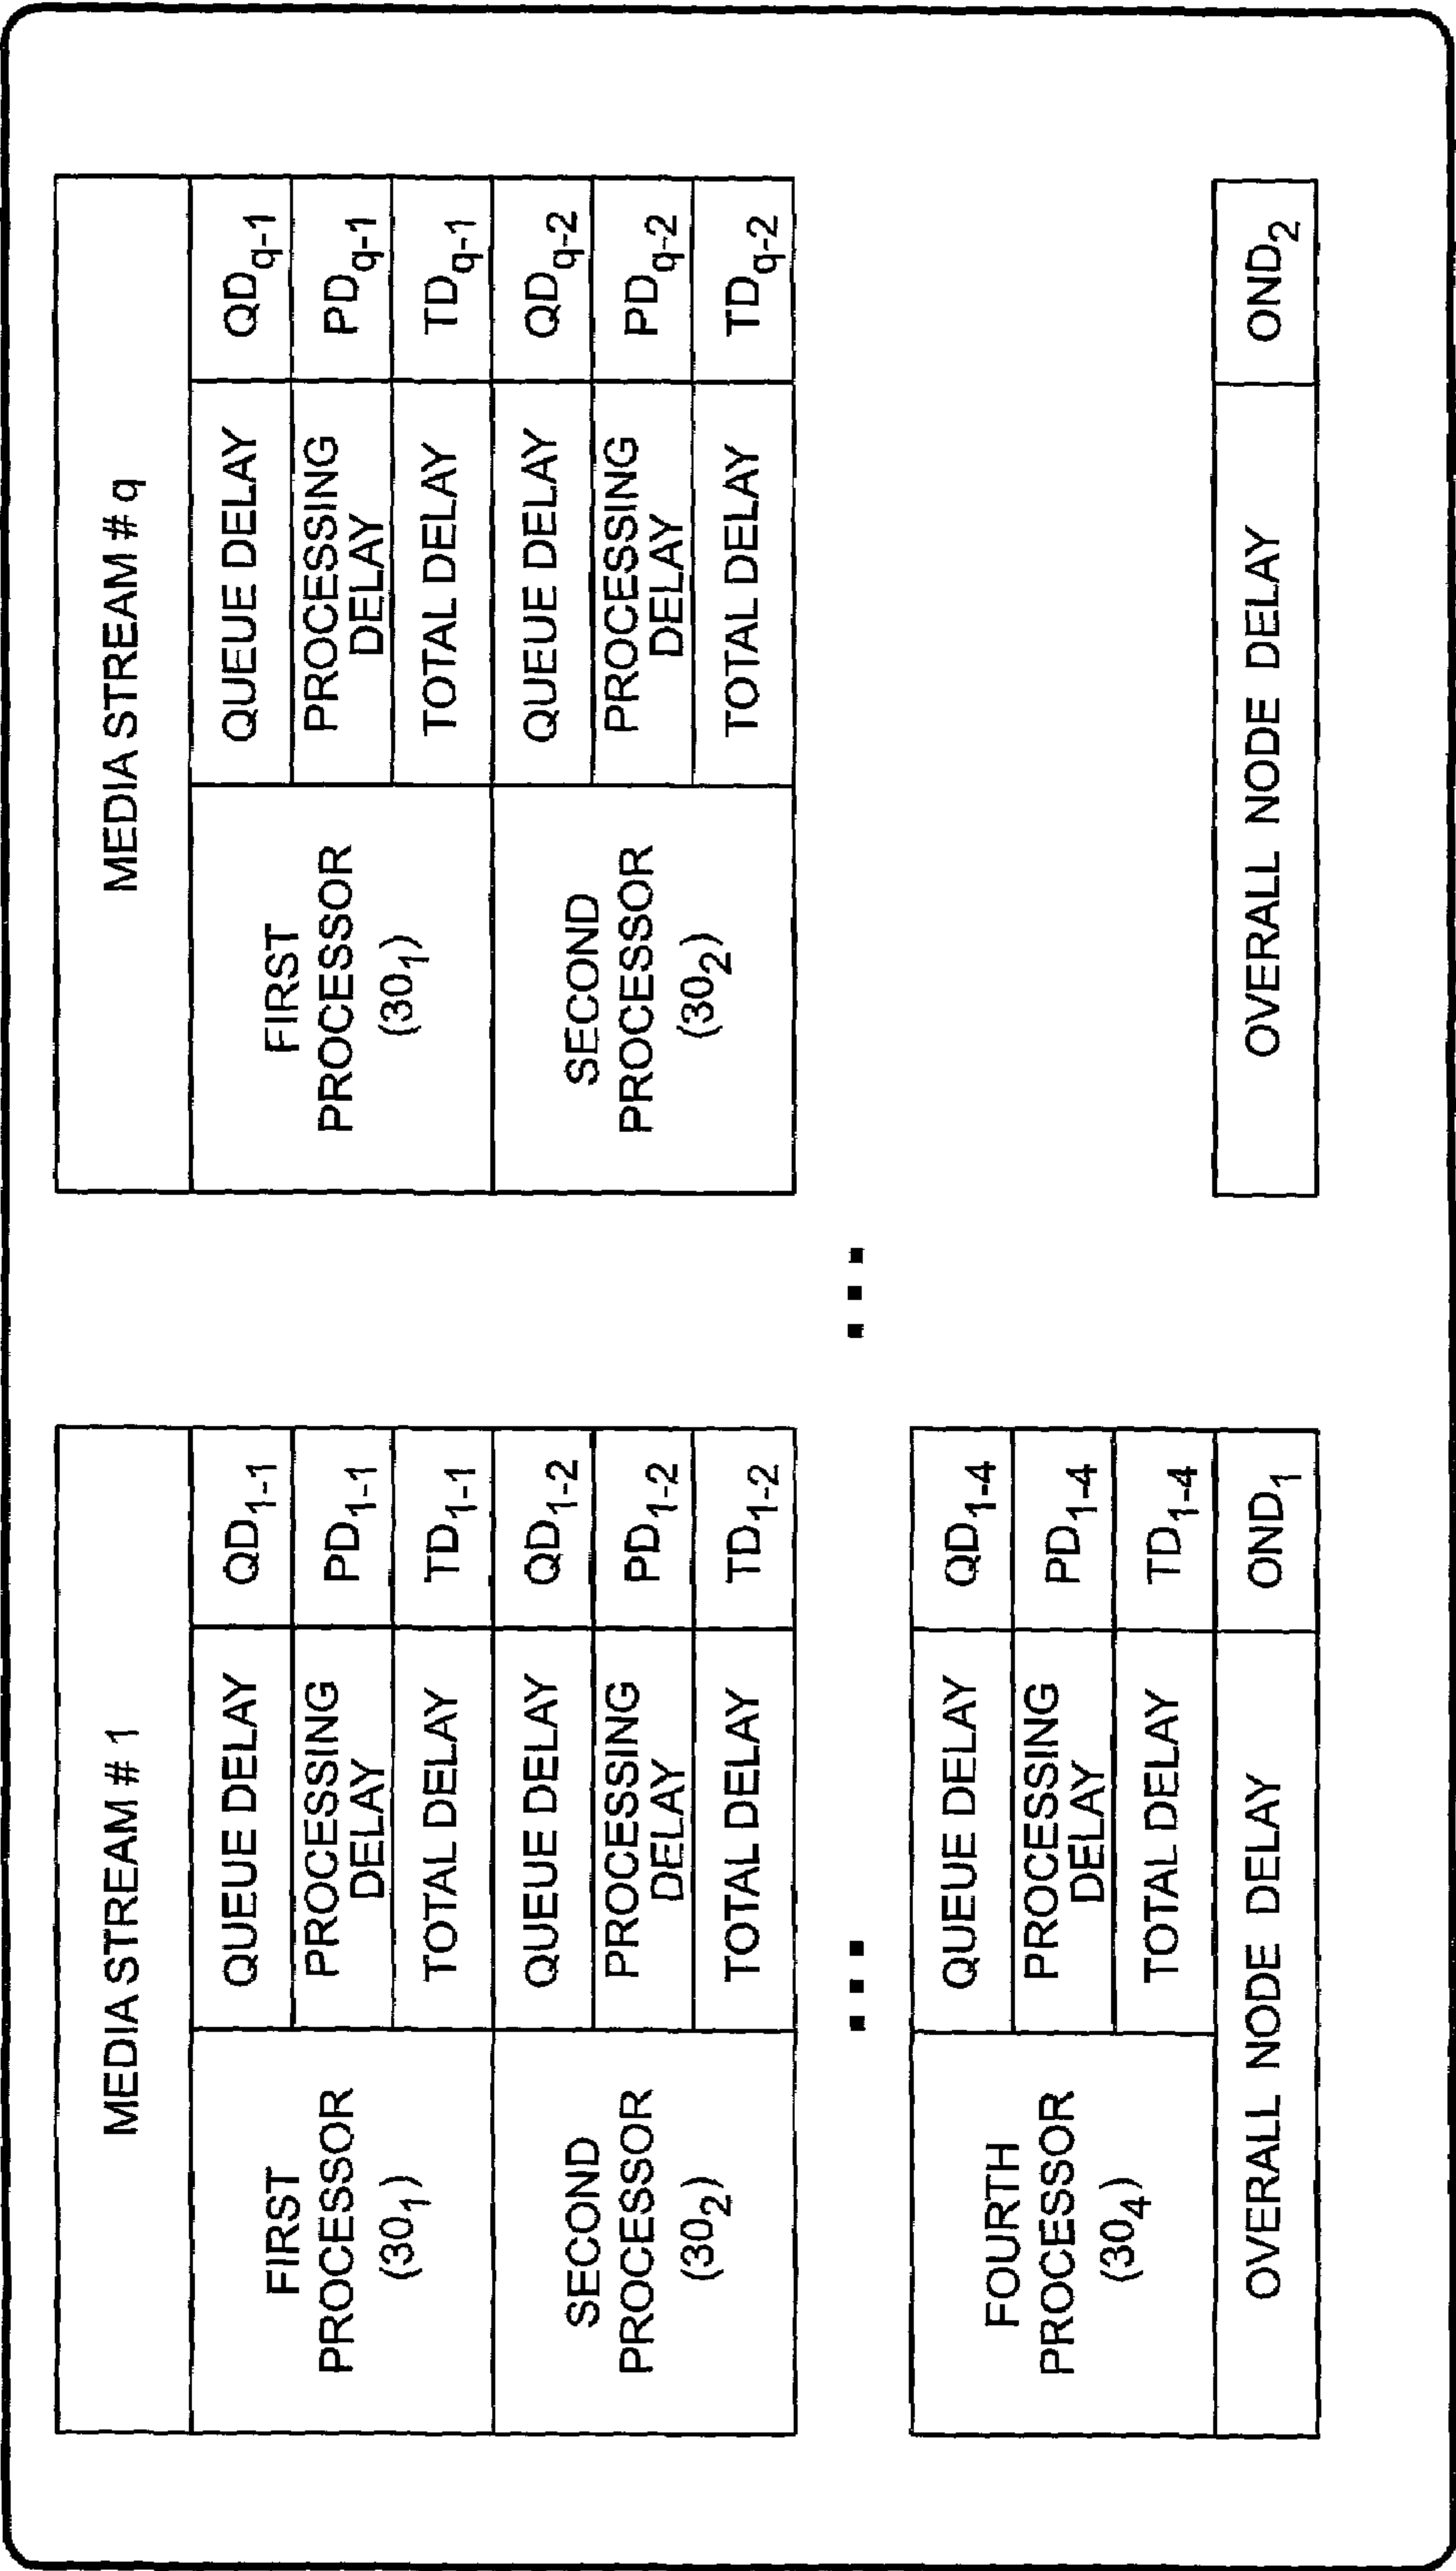 MEDIA STREAM # 1
FIRST
PROCESSOR
(30₁)
QUEUE DELAY
QD₁₋₁
PROCESSING
DELAY
PD₁₋₁
TOTAL DELAY
TD₁₋₁
SECOND
PROCESSOR
(30₂)
QUEUE DELAY
QD₁₋₂
PROCESSING
DELAY
PD₁₋₂
TOTAL DELAY
TD₁₋₂
...
FOURTH
PROCESSOR
(30₄)
QUEUE DELAY
QD₁₋₄
PROCESSING
DELAY
PD₁₋₄
TOTAL DELAY
TD₁₋₄
OVERALL NODE DELAY
OND₁
...
MEDIA STREAM # q
FIRST
PROCESSOR
(30₁)
QUEUE DELAY
QDq-1
PROCESSING
DELAY
PDq-1
TOTAL DELAY
TDq-1
SECOND
PROCESSOR
(30₂)
QUEUE DELAY
QDq-2
PROCESSING
DELAY
PDq-2
TOTAL DELAY
TDq-2
OVERALL NODE DELAY
OND₂